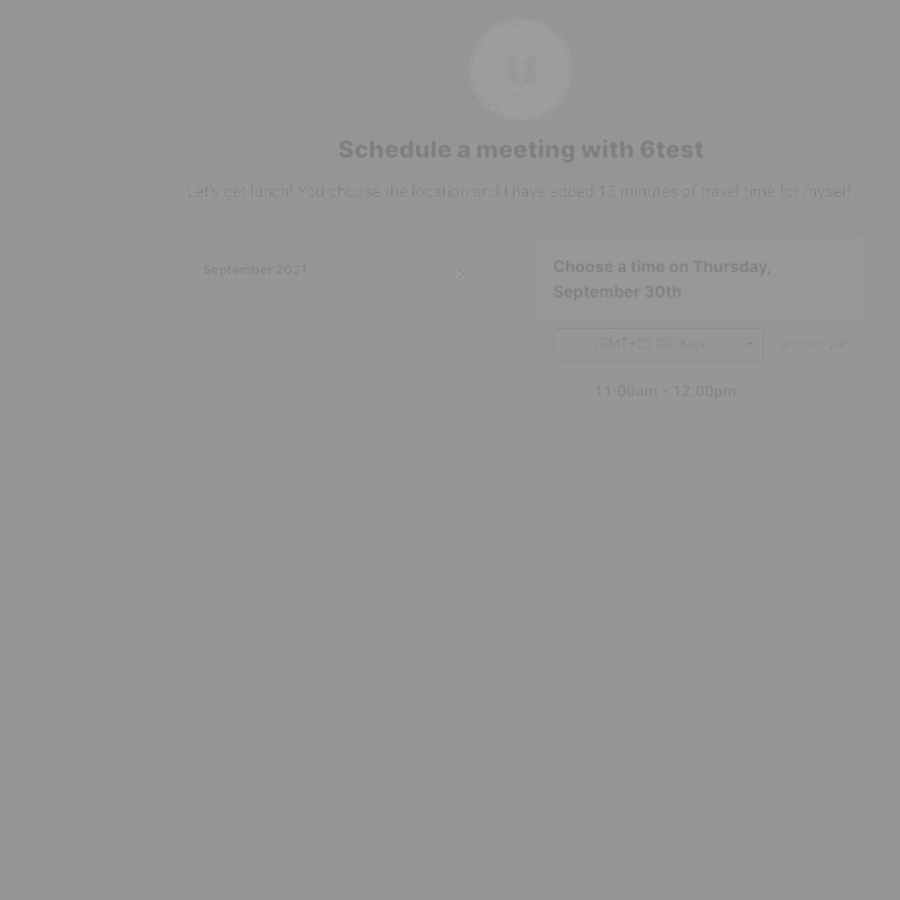 Schedule a meeting with 6test
Let's get lunch! You choose the location and I have added 15 minutes of travel time for myself.
September 2021
Choose a time on Thursday,
September 30th
(GMT+03:00) Kiev
am-pm 24h
11:00am - 12:00pm